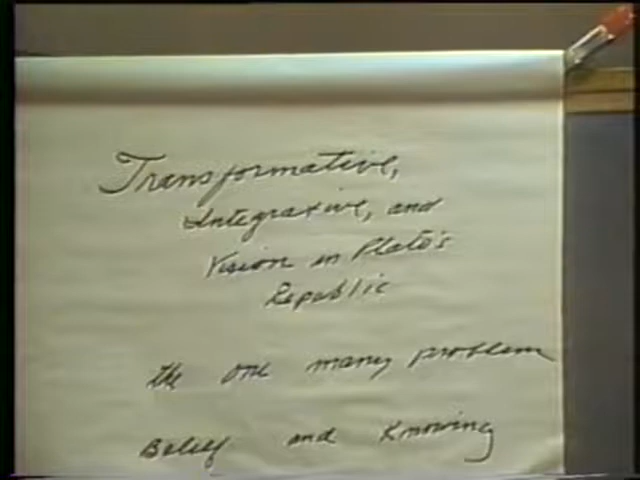 Transformative,
Integrative, and
Vision in Plato's
Republic
the one many problem
Belief and Knowing